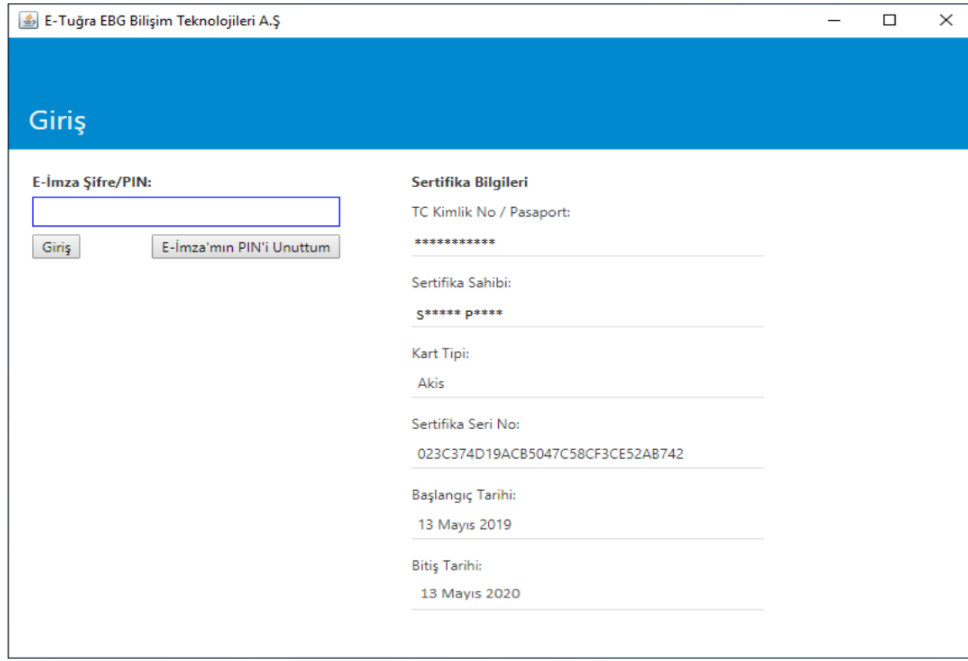 E-Tuğra EBG Bilişim Teknolojileri A.Ş
Giriş
E-İmza Şifre/PIN:
Giriş
E-İmza'mın PIN'i Unuttum
Sertifika Bilgileri
TC Kimlik No / Pasaport:
***********
Sertifika Sahibi:
S***** P****
Kart Tipi:
Akis
Sertifika Seri No:
023C374D19ACB5047C58CF3CE52AB742
Başlangıç Tarihi:
13 Mayıs 2019
Bitiş Tarihi:
13 Mayıs 2020